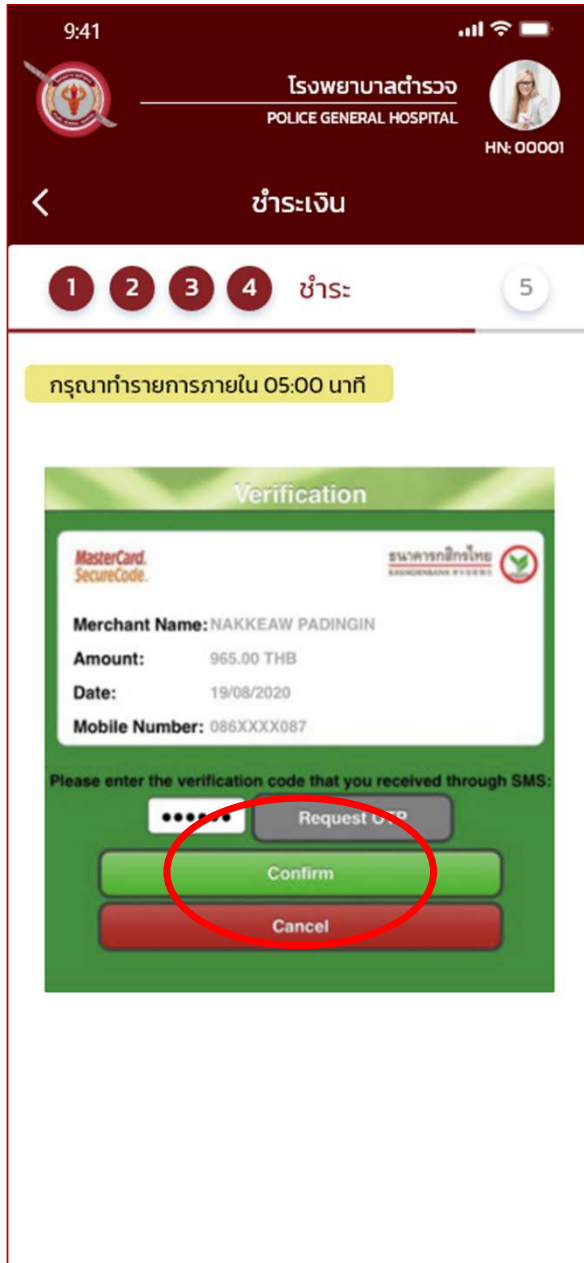 9:41
โรงพยาบาลตำรวจ
POLICE GENERAL HOSPITAL
HN; 00001
ชำระเงิน
1 2 3 4 ชำระ 5
กรุณาทำรายการภายใน 05:00 นาที
Verification
MasterCard.
SecureCode.
ธนาคารกสิกรไทย
KASIKORNBANK
Merchant Name: NAKKEAW PADINGIN
Amount: 965.00 THB
Date: 19/08/2020
Mobile Number: 086XXXX087
Please enter the verification code that you received through SMS:
•••••• Request OTP
Confirm
Cancel